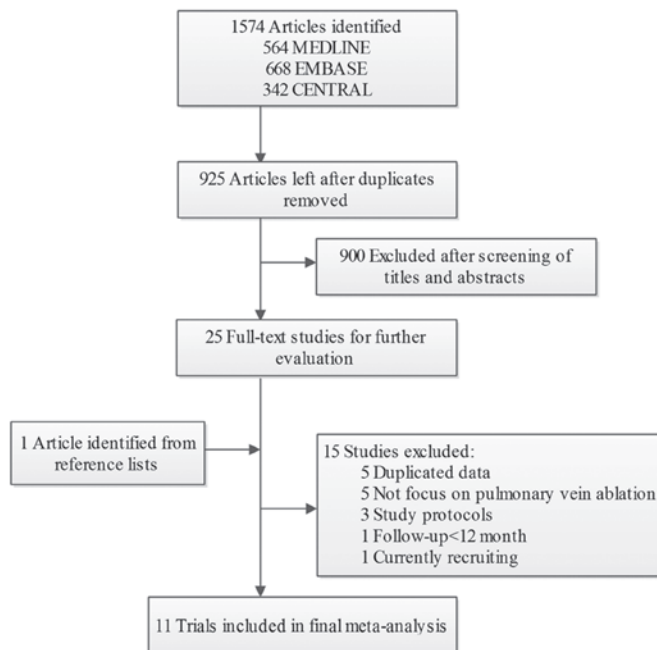 1574 Articles identified
564 MEDLINE
668 EMBASE
342 CENTRAL
925 Articles left after duplicates
removed
900 Excluded after screening of
titles and abstracts
25 Full-text studies for further
evaluation
1 Article identified from
reference lists
15 Studies excluded:
5 Duplicated data
5 Not focus on pulmonary vein ablation
3 Study protocols
1 Follow-up<12 month
1 Currently recruiting
11 Trials included in final meta-analysis